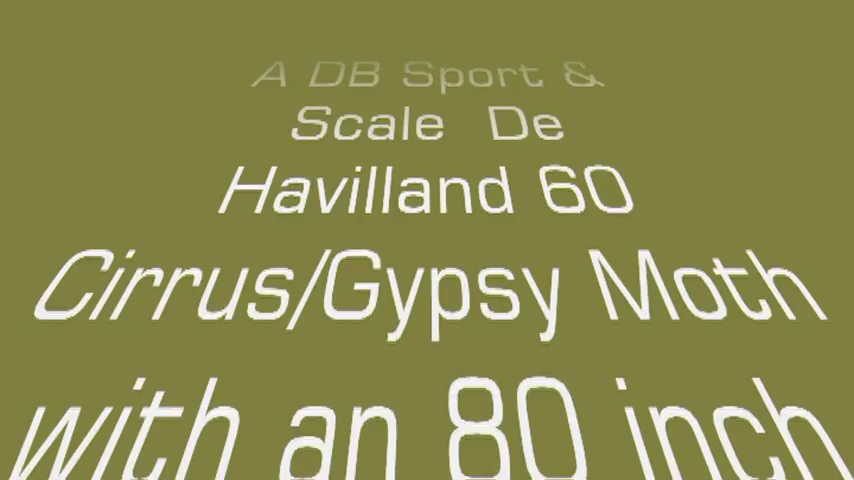 A DB Sport &
Scale De
Havilland 60
Cirrus/Gypsy Moth
with an 80 inch